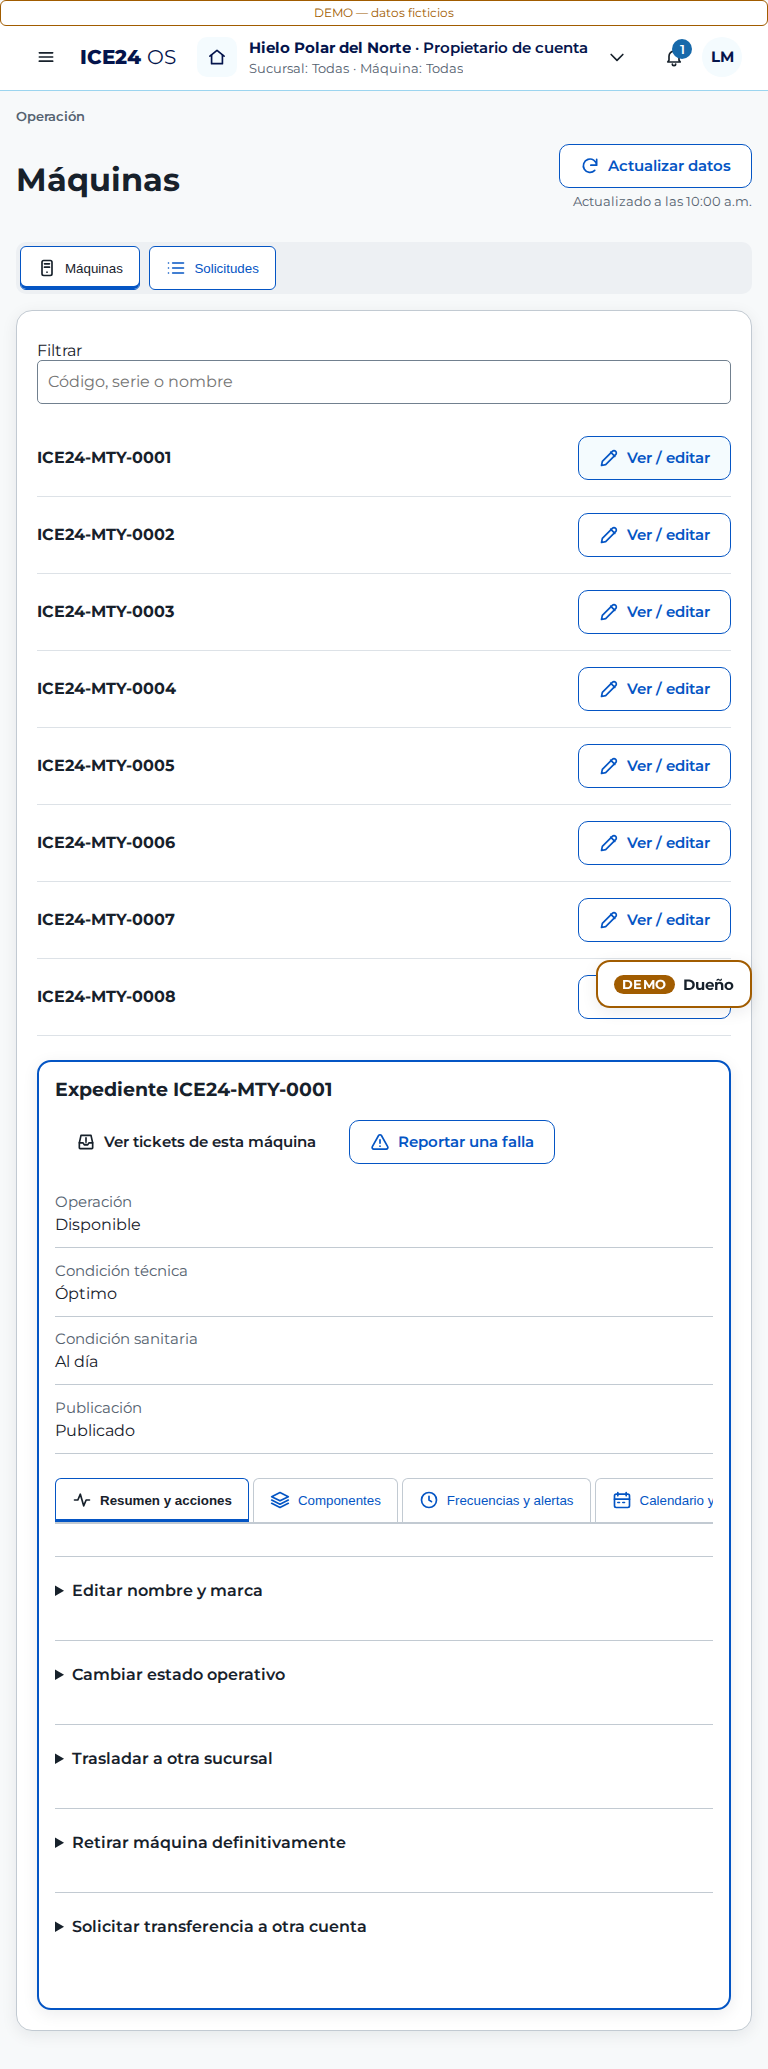 DEMO — datos ficticios
ICE24 OS
Hielo Polar del Norte · Propietario de cuenta
Sucursal: Todas · Máquina: Todas
1
LM
Operación
Máquinas
Actualizar datos
Actualizado a las 10:00 a.m.
Máquinas
Solicitudes
Filtrar
Código, serie o nombre
ICE24-MTY-0001
Ver / editar
ICE24-MTY-0002
Ver / editar
ICE24-MTY-0003
Ver / editar
ICE24-MTY-0004
Ver / editar
ICE24-MTY-0005
Ver / editar
ICE24-MTY-0006
Ver / editar
ICE24-MTY-0007
Ver / editar
ICE24-MTY-0008
DEMO Dueño
Expediente ICE24-MTY-0001
Ver tickets de esta máquina
Reportar una falla
Operación
Disponible
Condición técnica
Óptimo
Condición sanitaria
Al día
Publicación
Publicado
Resumen y acciones
Componentes
Frecuencias y alertas
Calendario y
Editar nombre y marca
Cambiar estado operativo
Trasladar a otra sucursal
Retirar máquina definitivamente
Solicitar transferencia a otra cuenta